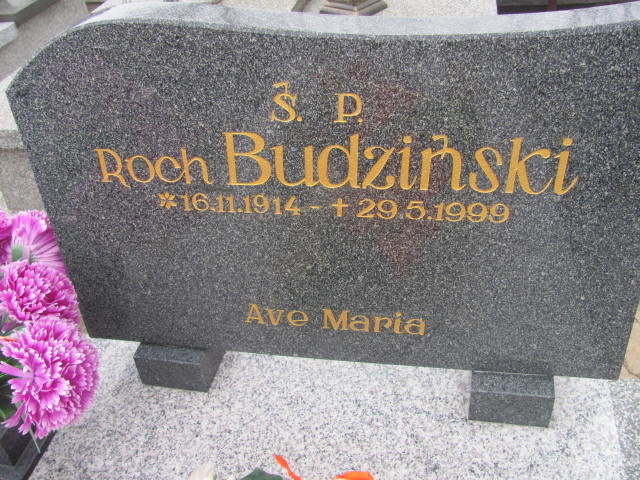 Ś. P.
Roch Budziński
*16.11.1914 - + 29.5.1999
Ave Maria